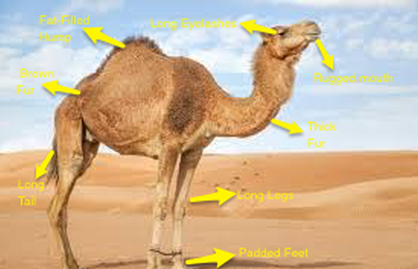 Fat-Filled
Hump
Long Eyelashes
Brown
Fur
Rugged mouth
Thick
Fur
Long
Tail
Long Legs
Padded Feet